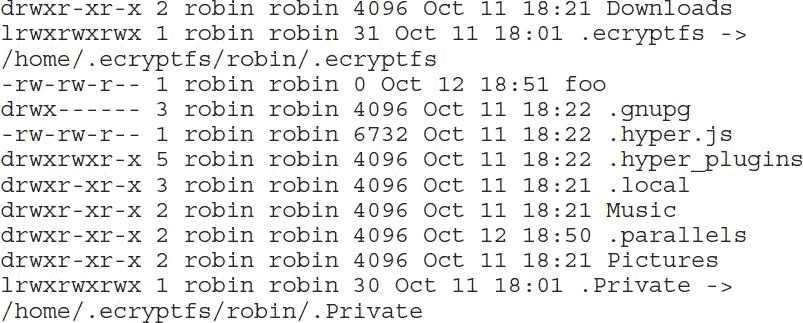 drwxr-xr-x 2 robin robin 4096 Oct 11 18:21 Downloads
lrwxrwxrwx 1 robin robin 31 Oct 11 18:01 .ecryptfs ->
/home/.ecryptfs/robin/.ecryptfs
-rw-rw-r-- 1 robin robin 0 Oct 12 18:51 foo
drwx------ 3 robin robin 4096 Oct 11 18:22 .gnupg
-rw-rw-r-- 1 robin robin 6732 Oct 11 18:22 .hyper.js
drwxrwxr-x 5 robin robin 4096 Oct 11 18:22 .hyper_plugins
drwxr-xr-x 3 robin robin 4096 Oct 11 18:21 .local
drwxr-xr-x 2 robin robin 4096 Oct 11 18:21 Music
drwxr-xr-x 2 robin robin 4096 Oct 12 18:50 .parallels
drwxr-xr-x 2 robin robin 4096 Oct 11 18:21 Pictures
lrwxrwxrwx 1 robin robin 30 Oct 11 18:01 .Private ->
/home/.ecryptfs/robin/.Private